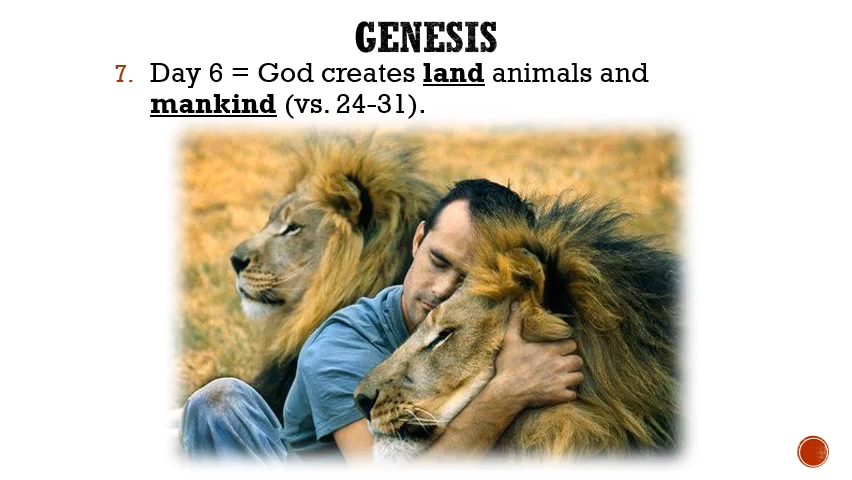 GENESIS
7. Day 6 = God creates land animals and
mankind (vs. 24-31).